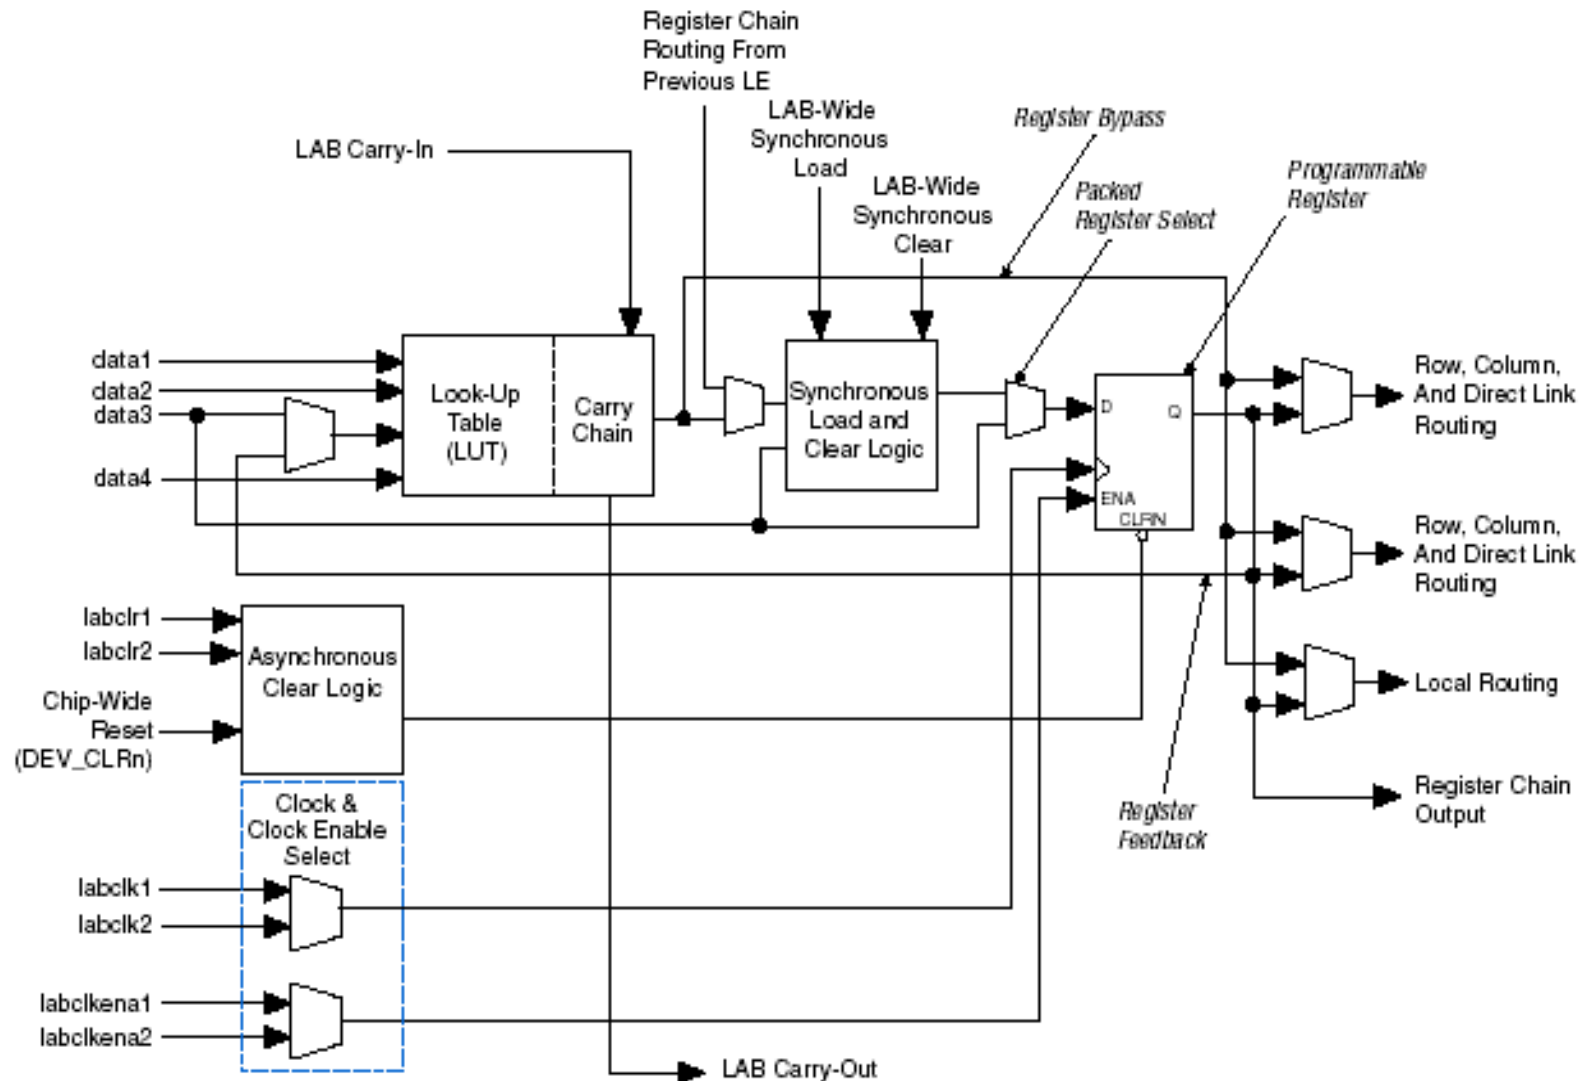 Register Chain
Routing From
Previous LE
LAB-Wide
Synchronous
Load
Register Bypass
LAB Carry-In
LAB-Wide
Synchronous
Clear
Packed
Register Select
Programmable
Register
data1
data2
data3
data4
Look-Up
Table
(LUT)
Carry
Chain
Synchronous
Load and
Clear Logic
D
Q
ENA
CLRN
Row, Column,
And Direct Link
Routing
Row, Column,
And Direct Link
Routing
labclr1
labclr2
Chip-Wide
Reset
(DEV_CLRn)
Asynchronous
Clear Logic
Local Routing
Register Chain
Output
Register
Feedback
Clock &
Clock Enable
Select
labclk1
labclk2
labclkena1
labclkena2
LAB Carry-Out